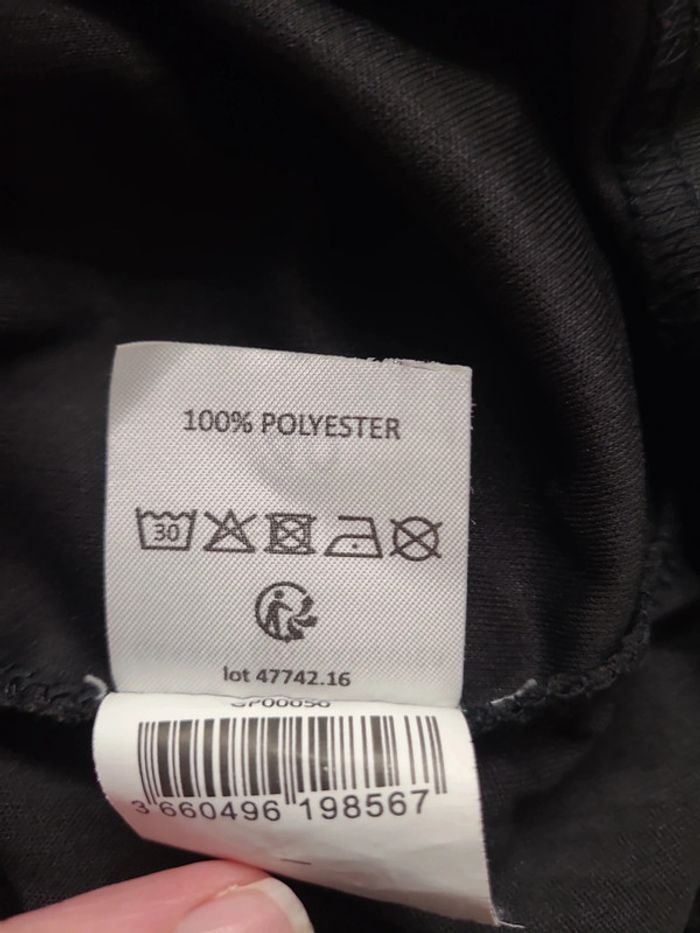 100% POLYESTER
30
lot 47742.16
3 660496 198567